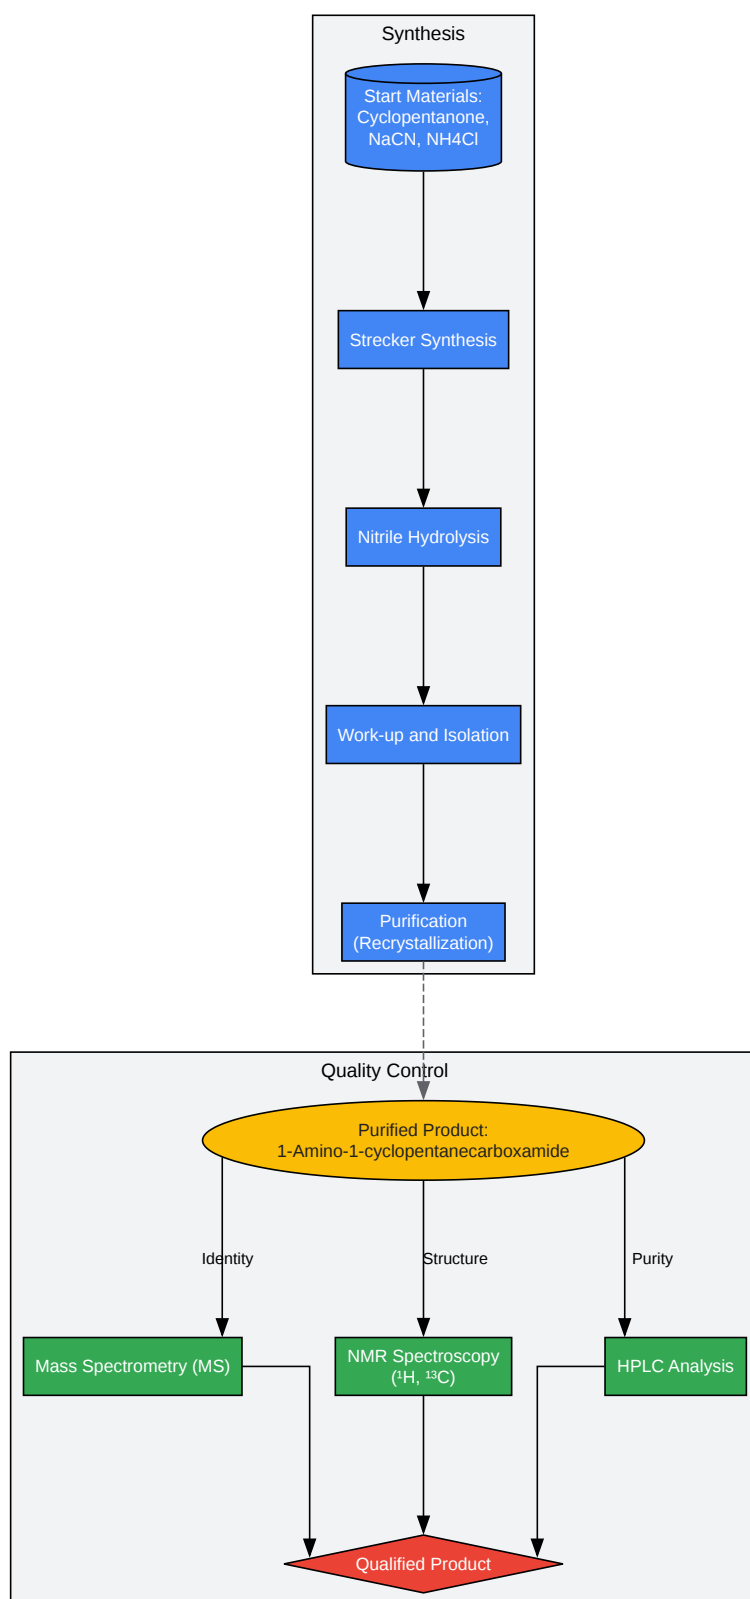 Synthesis
Start Materials:
Cyclopentanone,
NaCN, NH4Cl
Strecker Synthesis
Nitrile Hydrolysis
Work-up and Isolation
Purification
(Recrystallization)
Quality Control
Purified Product:
1-Amino-1-cyclopentanecarboxamide
Identity
Structure
Purity
Mass Spectrometry (MS)
NMR Spectroscopy
(¹H, ¹³C)
HPLC Analysis
Qualified Product